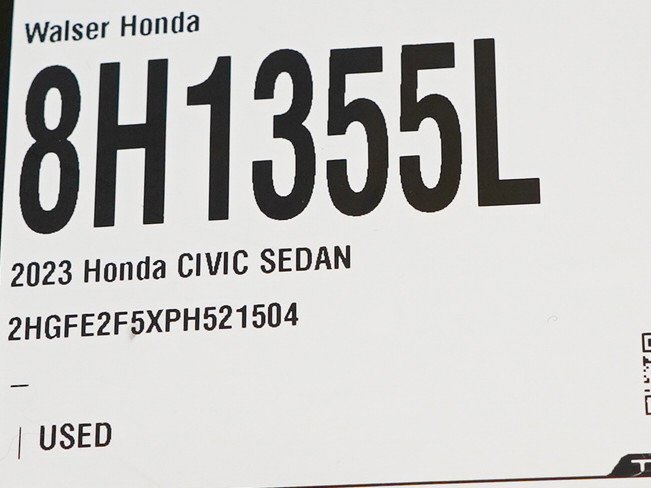 Walser Honda
8H1355L
2023 Honda CIVIC SEDAN
2HGFE2F5XPH521504
–
| USED